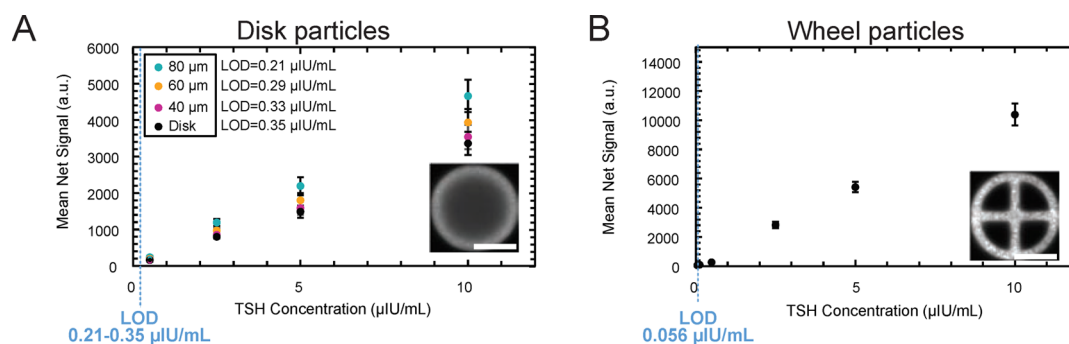 A
Disk particles
6000
5000
4000
3000
2000
1000
0
Mean Net Signal (a.u.)
80 µm LOD=0.21 µIU/mL
60 µm LOD=0.29 µIU/mL
40 µm LOD=0.33 µIU/mL
Disk LOD=0.35 µIU/mL
0 5 10
TSH Concentration (µIU/mL)
LOD
0.21-0.35 µIU/mL
B
Wheel particles
14000
12000
10000
8000
6000
4000
2000
0
Mean Net Signal (a.u.)
0 5 10
TSH Concentration (µIU/mL)
LOD
0.056 µIU/mL